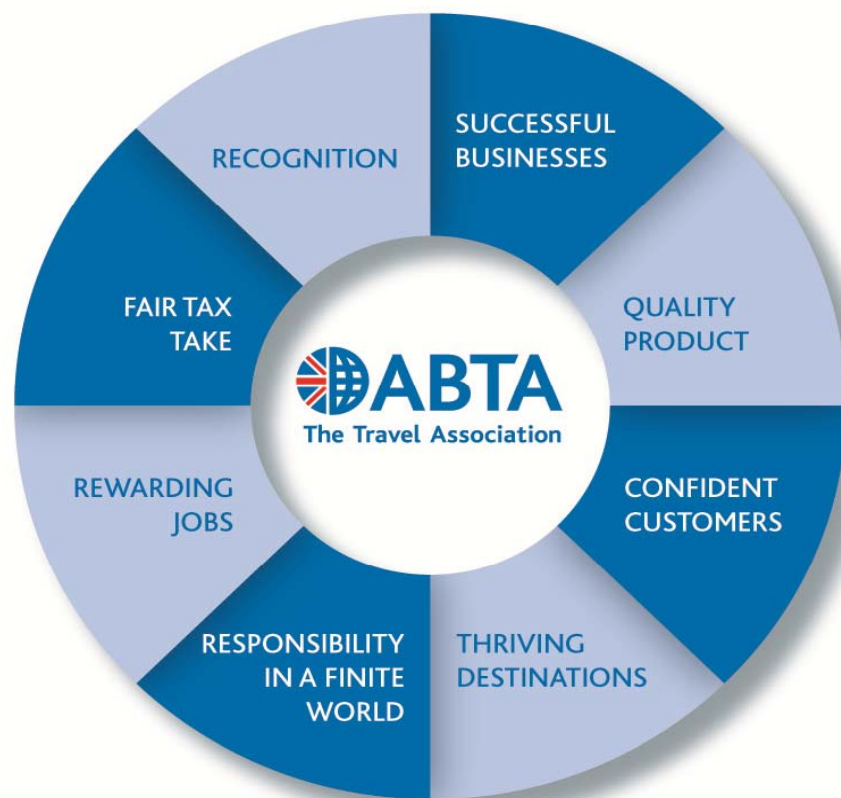 SUCCESSFUL
BUSINESSES
QUALITY
PRODUCT
CONFIDENT
CUSTOMERS
THRIVING
DESTINATIONS
RESPONSIBILITY
IN A FINITE
WORLD
REWARDING
JOBS
FAIR TAX
TAKE
RECOGNITION
ABTA
The Travel Association